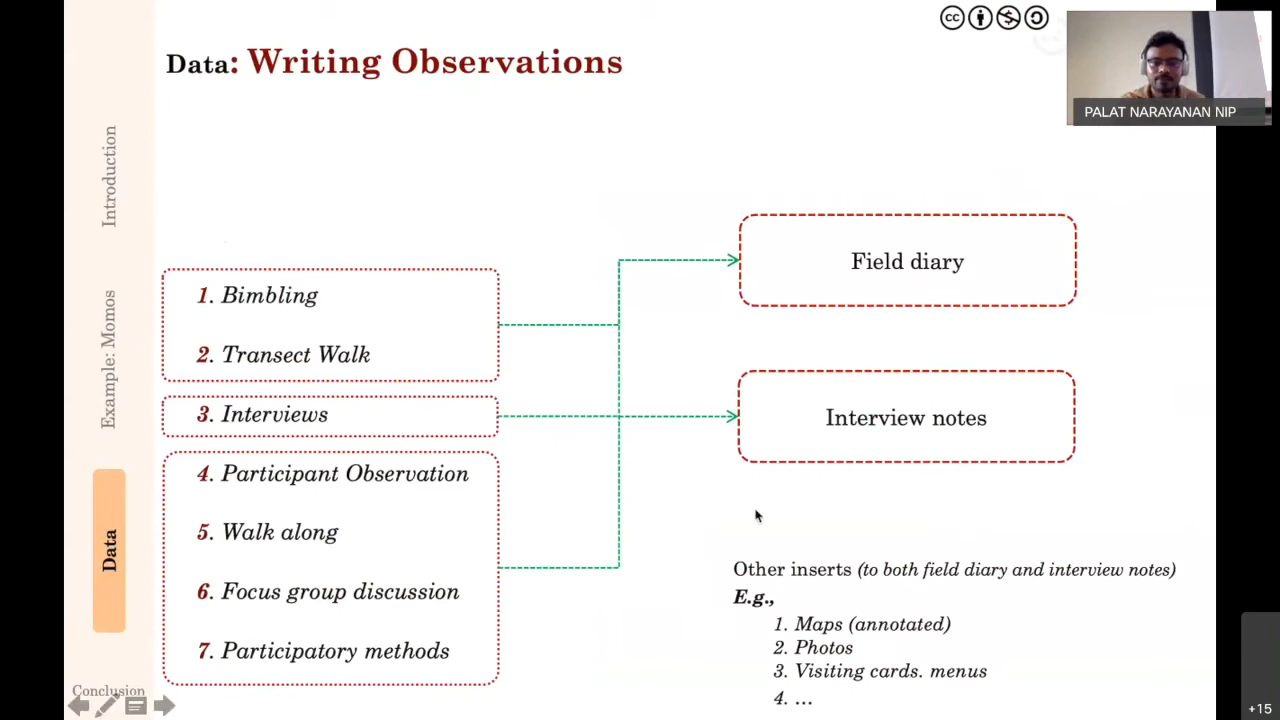 Data: Writing Observations
PALAT NARAYANAN NIP
Introduction
Example: Momos
Data
Conclusion
1. Bimbling
2. Transect Walk
3. Interviews
4. Participant Observation
5. Walk along
6. Focus group discussion
7. Participatory methods
Field diary
Interview notes
Other inserts (to both field diary and interview notes)
E.g.,
1. Maps (annotated)
2. Photos
3. Visiting cards. menus
4. ...
+15
cc